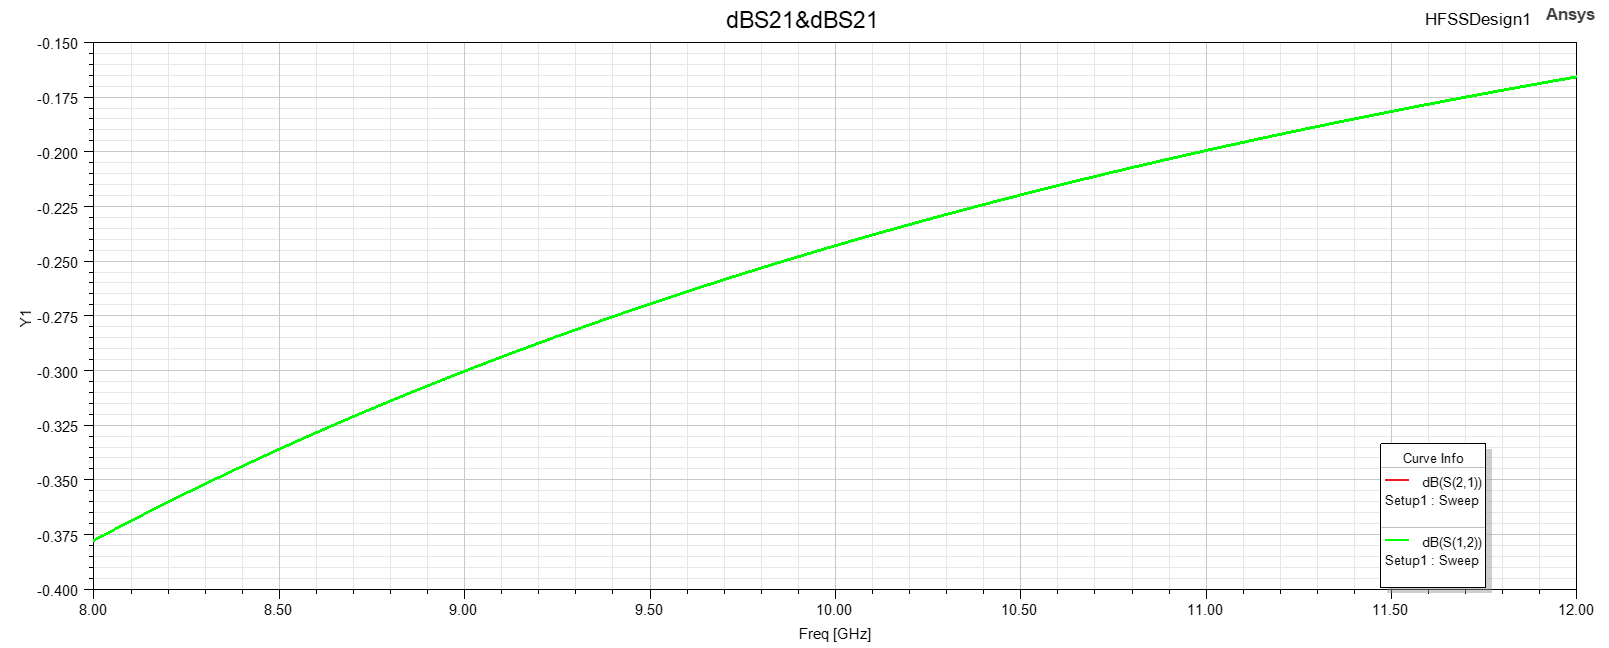 dBS21&dBS21
HFSSDesign1
Ansys
-0.150
-0.175
-0.200
-0.225
-0.250
-0.275
-0.300
-0.325
-0.350
-0.375
-0.400
Y1
Curve Info
dB(S(2,1))
Setup1 : Sweep
dB(S(1,2))
Setup1 : Sweep
8.00 8.50 9.00 9.50 10.00 10.50 11.00 11.50 12.00
Freq [GHz]